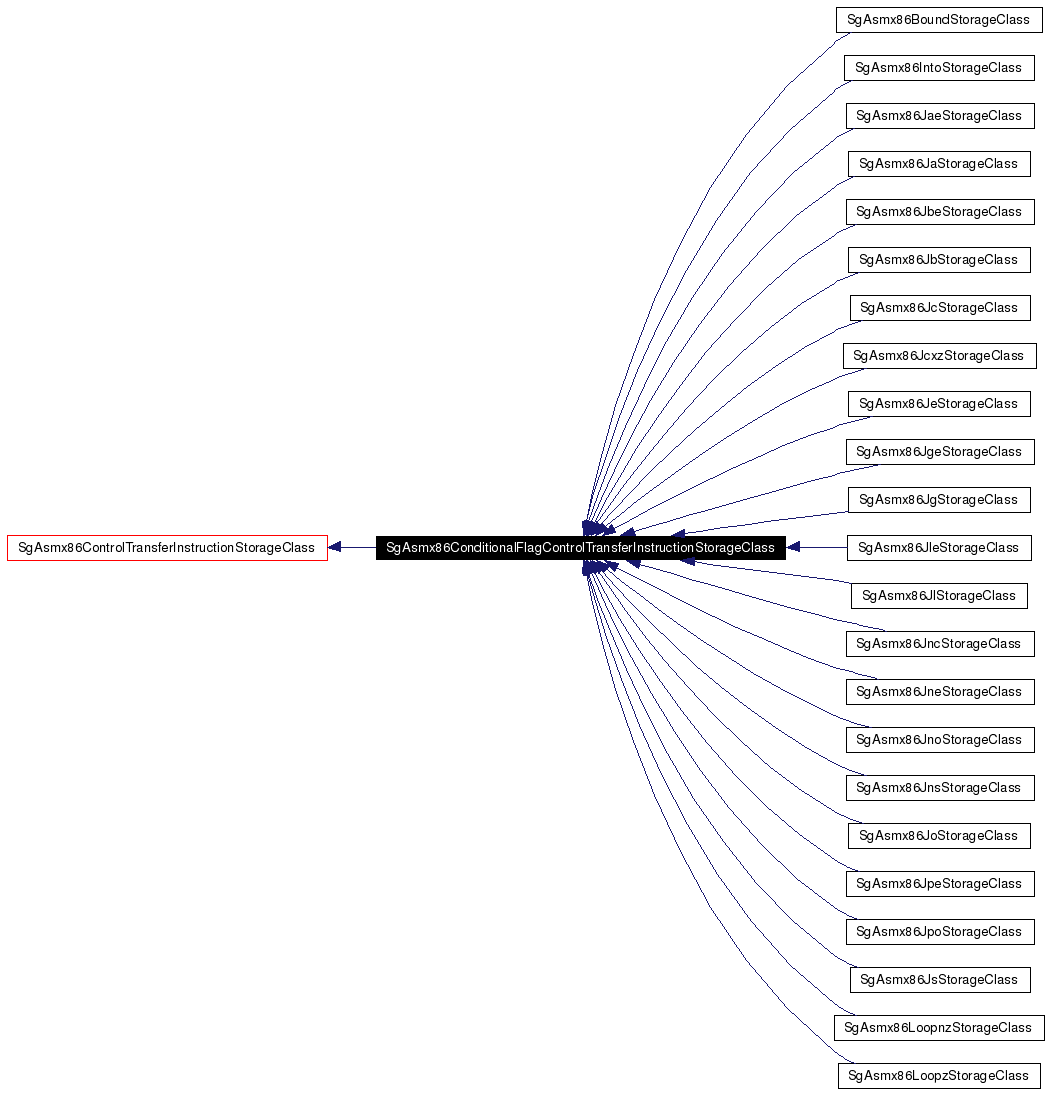 SgAsmx86BoundStorageClass
SgAsmx86IntoStorageClass
SgAsmx86JaeStorageClass
SgAsmx86JaStorageClass
SgAsmx86JbeStorageClass
SgAsmx86JbStorageClass
SgAsmx86JcStorageClass
SgAsmx86JcxzStorageClass
SgAsmx86JeStorageClass
SgAsmx86JgeStorageClass
SgAsmx86JgStorageClass
SgAsmx86ControlTransferInstructionStorageClass
SgAsmx86ConditionalFlagControlTransferInstructionStorageClass
SgAsmx86JleStorageClass
SgAsmx86JlStorageClass
SgAsmx86JncStorageClass
SgAsmx86JneStorageClass
SgAsmx86JnoStorageClass
SgAsmx86JnsStorageClass
SgAsmx86JoStorageClass
SgAsmx86JpeStorageClass
SgAsmx86JpoStorageClass
SgAsmx86JsStorageClass
SgAsmx86LoopnzStorageClass
SgAsmx86LoopzStorageClass